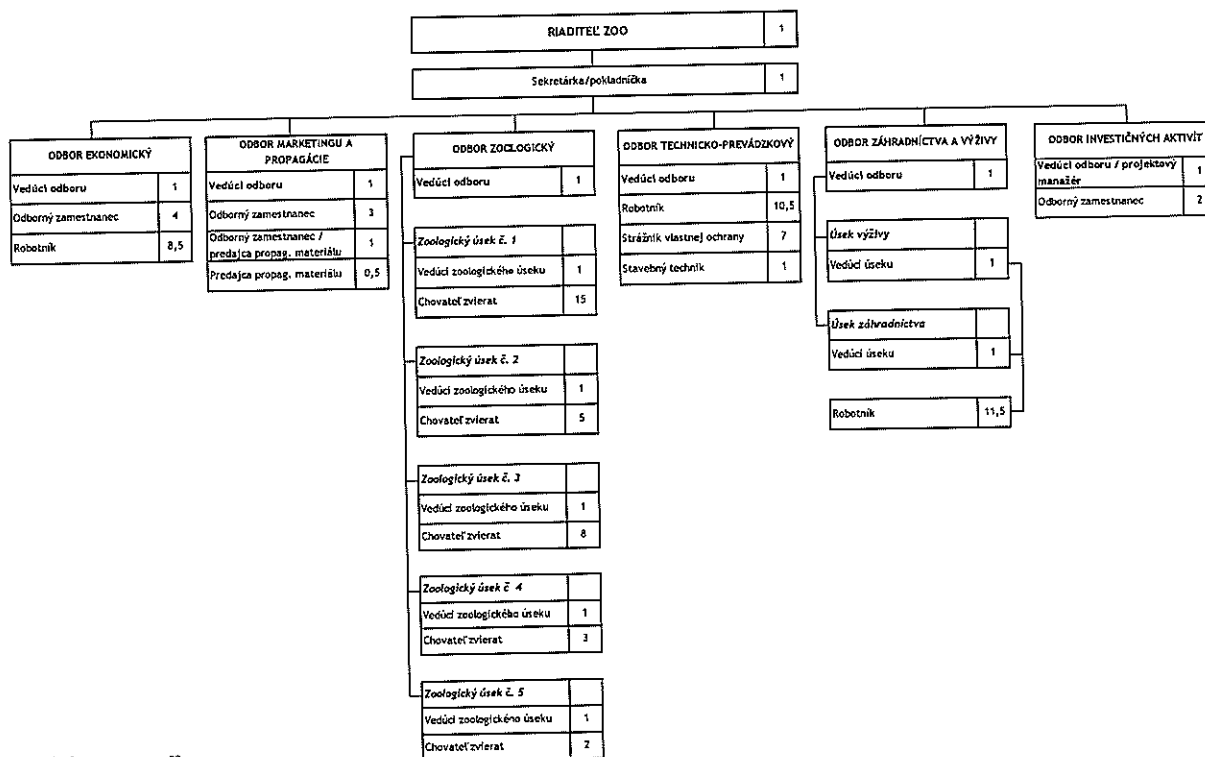 RIADITEĽ ZOO 1
Sekretárka/pokladníčka 1
ODBOR EKONOMICKÝ
Vedúci odboru 1
Odborný zamestnanec 4
Robotník 8,5
ODBOR MARKETINGU A
PROPAGÁCIE
Vedúci odboru 1
Odborný zamestnanec 3
Odborný zamestnanec /
predajca propag. materiálu 1
Predajca propag. materiálu 0,5
ODBOR ZOOLOGICKÝ
Vedúci odboru 1
Zoologický úsek č. 1
Vedúci zoologického úseku 1
Chovateľ zvierat 15
Zoologický úsek č. 2
Vedúci zoologického úseku 1
Chovateľ zvierat 5
Zoologický úsek č. 3
Vedúci zoologického úseku 1
Chovateľ zvierat 8
Zoologický úsek č 4
Vedúci zoologického úseku 1
Chovateľ zvierat 3
Zoologický úsek č. 5
Vedúci zoologického úseku 1
Chovateľ zvierat 2
ODBOR TECHNICKO-PREVÁDZKOVÝ
Vedúci odboru 1
Robotník 10,5
Strážnik vlastnej ochrany 7
Stavebný technik 1
ODBOR ZÁHRADNÍCTVA A VÝŽIVY
Vedúci odboru 1
Úsek výživy
Vedúci úseku 1
Úsek záhradníctva
Vedúci úseku 1
Robotník 11,5
ODBOR INVESTIČNÝCH AKTIVÍT
Vedúci odboru / projektový
manažér 1
Odborný zamestnanec 2